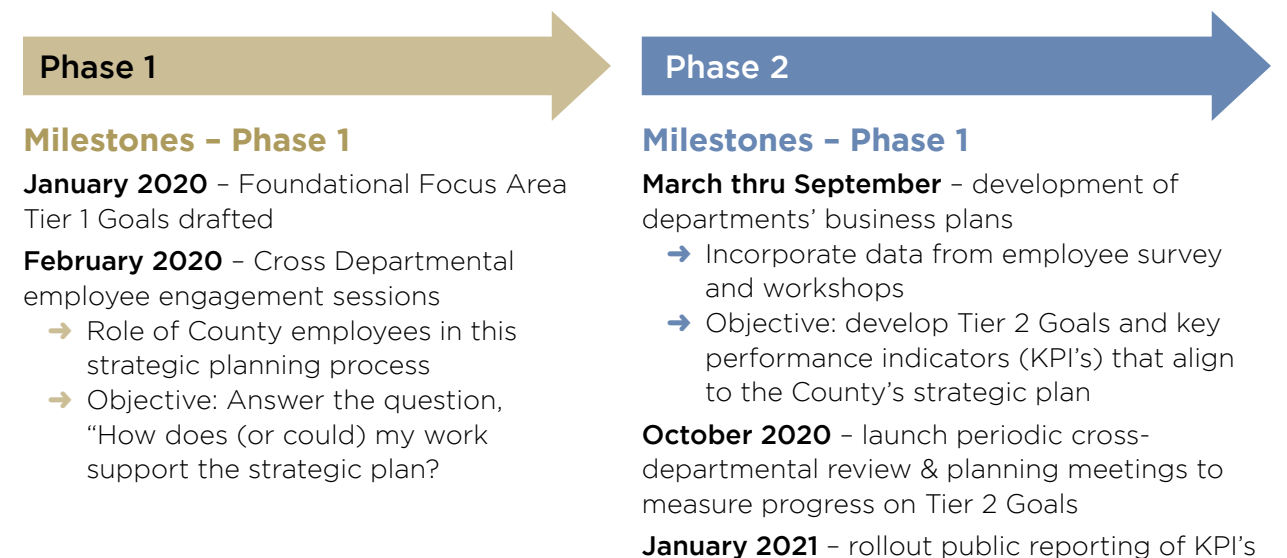 Phase 1
Milestones – Phase 1
January 2020 – Foundational Focus Area
Tier 1 Goals drafted
February 2020 – Cross Departmental
employee engagement sessions
➜ Role of County employees in this
strategic planning process
➜ Objective: Answer the question,
“How does (or could) my work
support the strategic plan?
Phase 2
Milestones – Phase 1
March thru September – development of
departments’ business plans
➜ Incorporate data from employee survey
and workshops
➜ Objective: develop Tier 2 Goals and key
performance indicators (KPI’s) that align
to the County’s strategic plan
October 2020 – launch periodic cross-
departmental review & planning meetings to
measure progress on Tier 2 Goals
January 2021 – rollout public reporting of KPI’s